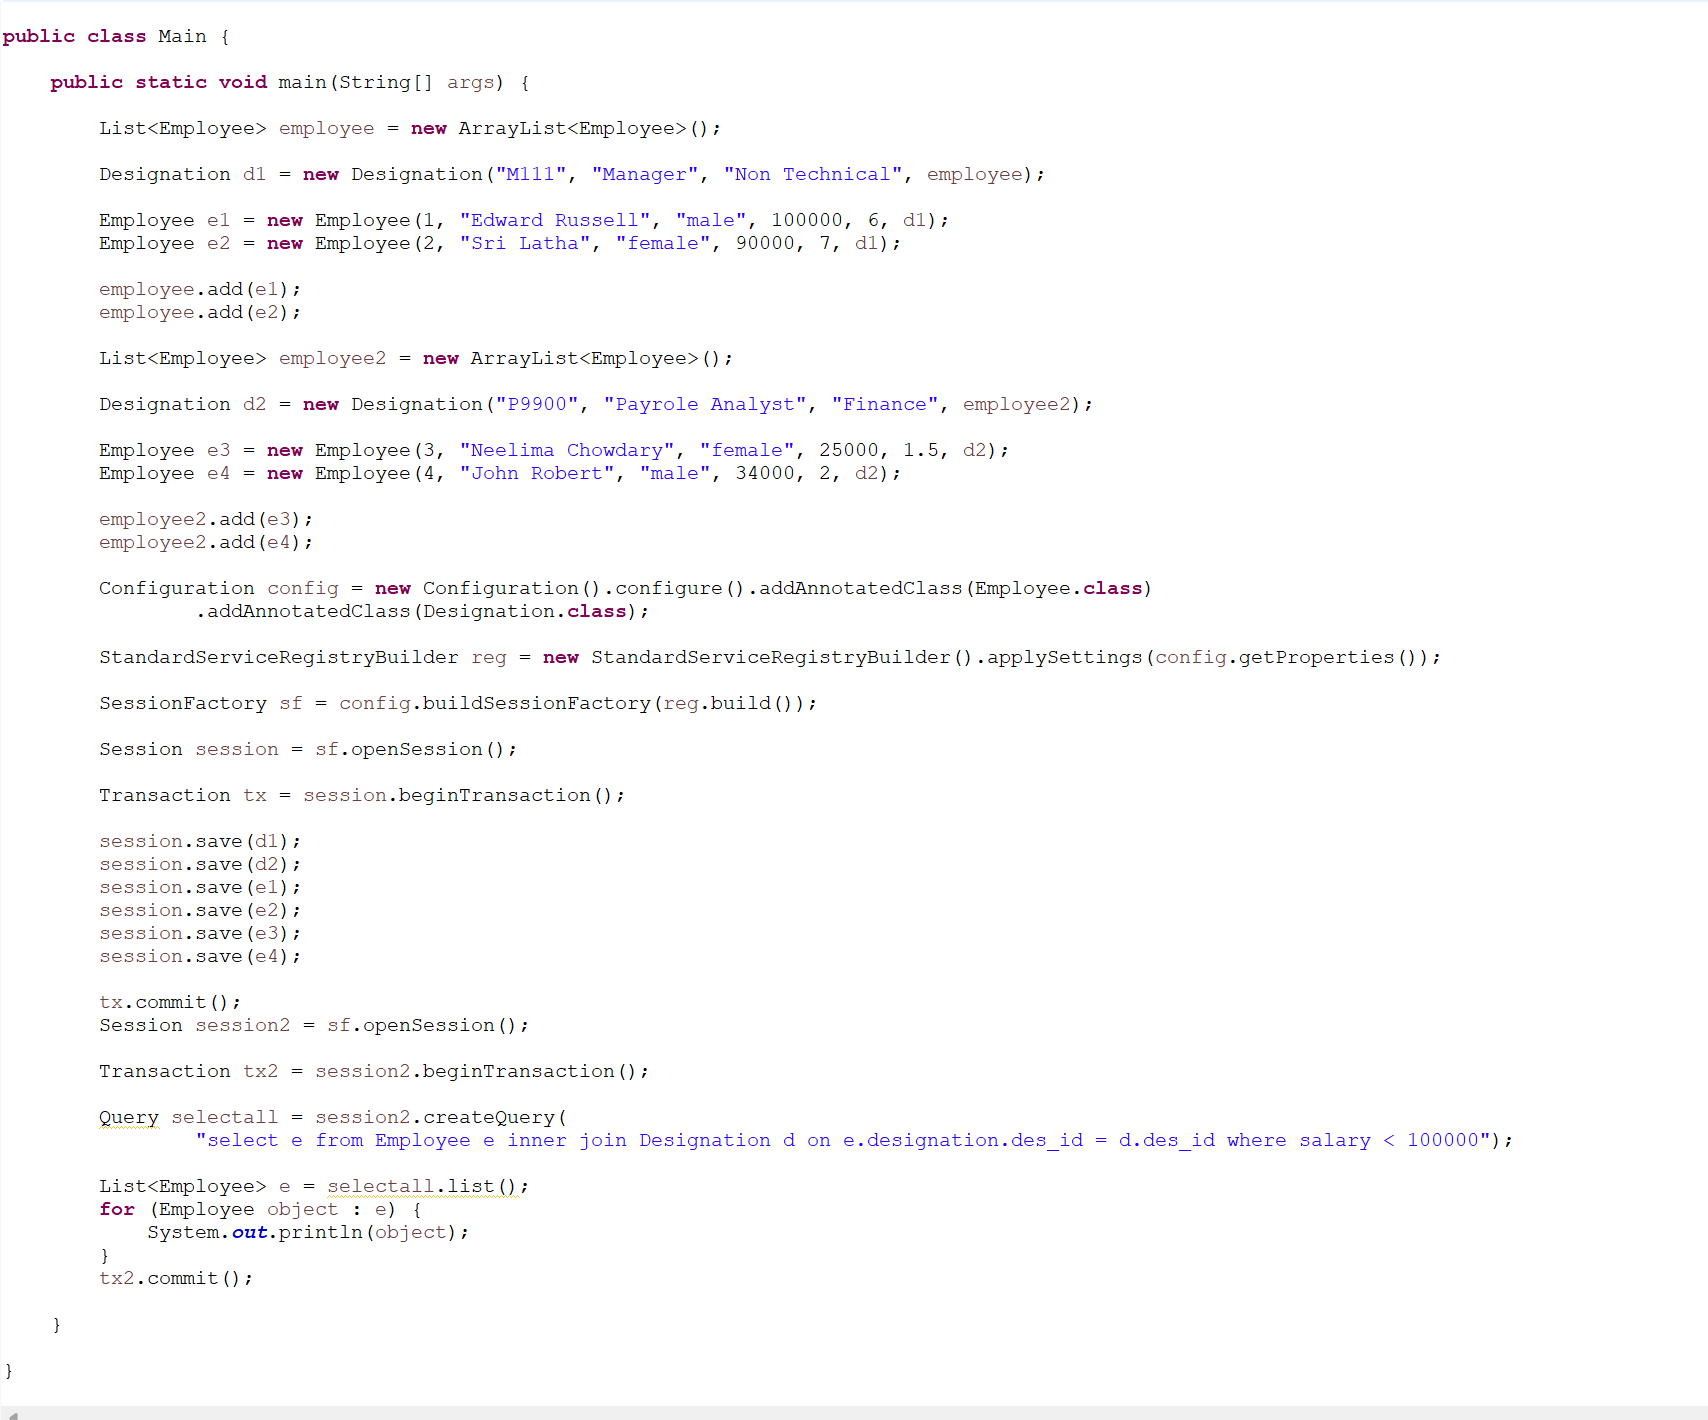 public class Main {
public static void main(String[] args) {
List<Employee> employee = new ArrayList<Employee>();
Designation d1 = new Designation("M111", "Manager", "Non Technical", employee);
Employee e1 = new Employee(1, "Edward Russell", "male", 100000, 6, d1);
Employee e2 = new Employee(2, "Sri Latha", "female", 90000, 7, d1);
employee.add(e1);
employee.add(e2);
List<Employee> employee2 = new ArrayList<Employee>();
Designation d2 = new Designation("P9900", "Payrole Analyst", "Finance", employee2);
Employee e3 = new Employee(3, "Neelima Chowdary", "female", 25000, 1.5, d2);
Employee e4 = new Employee(4, "John Robert", "male", 34000, 2, d2);
employee2.add(e3);
employee2.add(e4);
Configuration config = new Configuration().configure().addAnnotatedClass(Employee.class)
.addAnnotatedClass(Designation.class);
StandardServiceRegistryBuilder reg = new StandardServiceRegistryBuilder().applySettings(config.getProperties());
SessionFactory sf = config.buildSessionFactory(reg.build());
Session session = sf.openSession();
Transaction tx = session.beginTransaction();
session.save(d1);
session.save(d2);
session.save(e1);
session.save(e2);
session.save(e3);
session.save(e4);
tx.commit();
Session session2 = sf.openSession();
Transaction tx2 = session2.beginTransaction();
Query selectall = session2.createQuery(
"select e from Employee e inner join Designation d on e.designation.des_id = d.des_id where salary < 100000");
List<Employee> e = selectall.list();
for (Employee object : e) {
System.out.println(object);
}
tx2.commit();
}
}